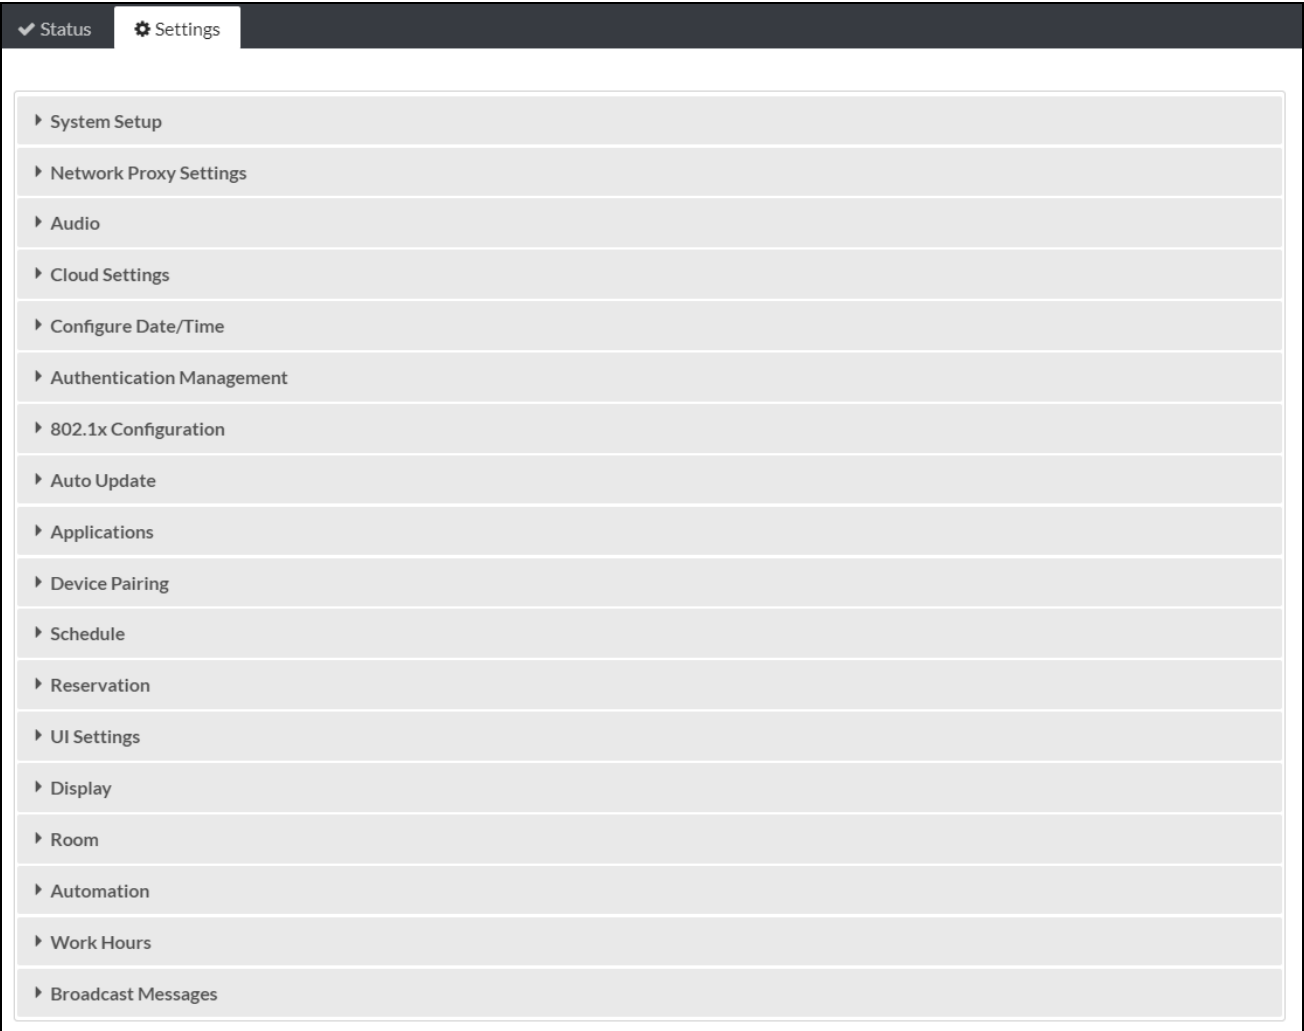 Status Settings
System Setup
Network Proxy Settings
Audio
Cloud Settings
Configure Date/Time
Authentication Management
802.1x Configuration
Auto Update
Applications
Device Pairing
Schedule
Reservation
UI Settings
Display
Room
Automation
Work Hours
Broadcast Messages